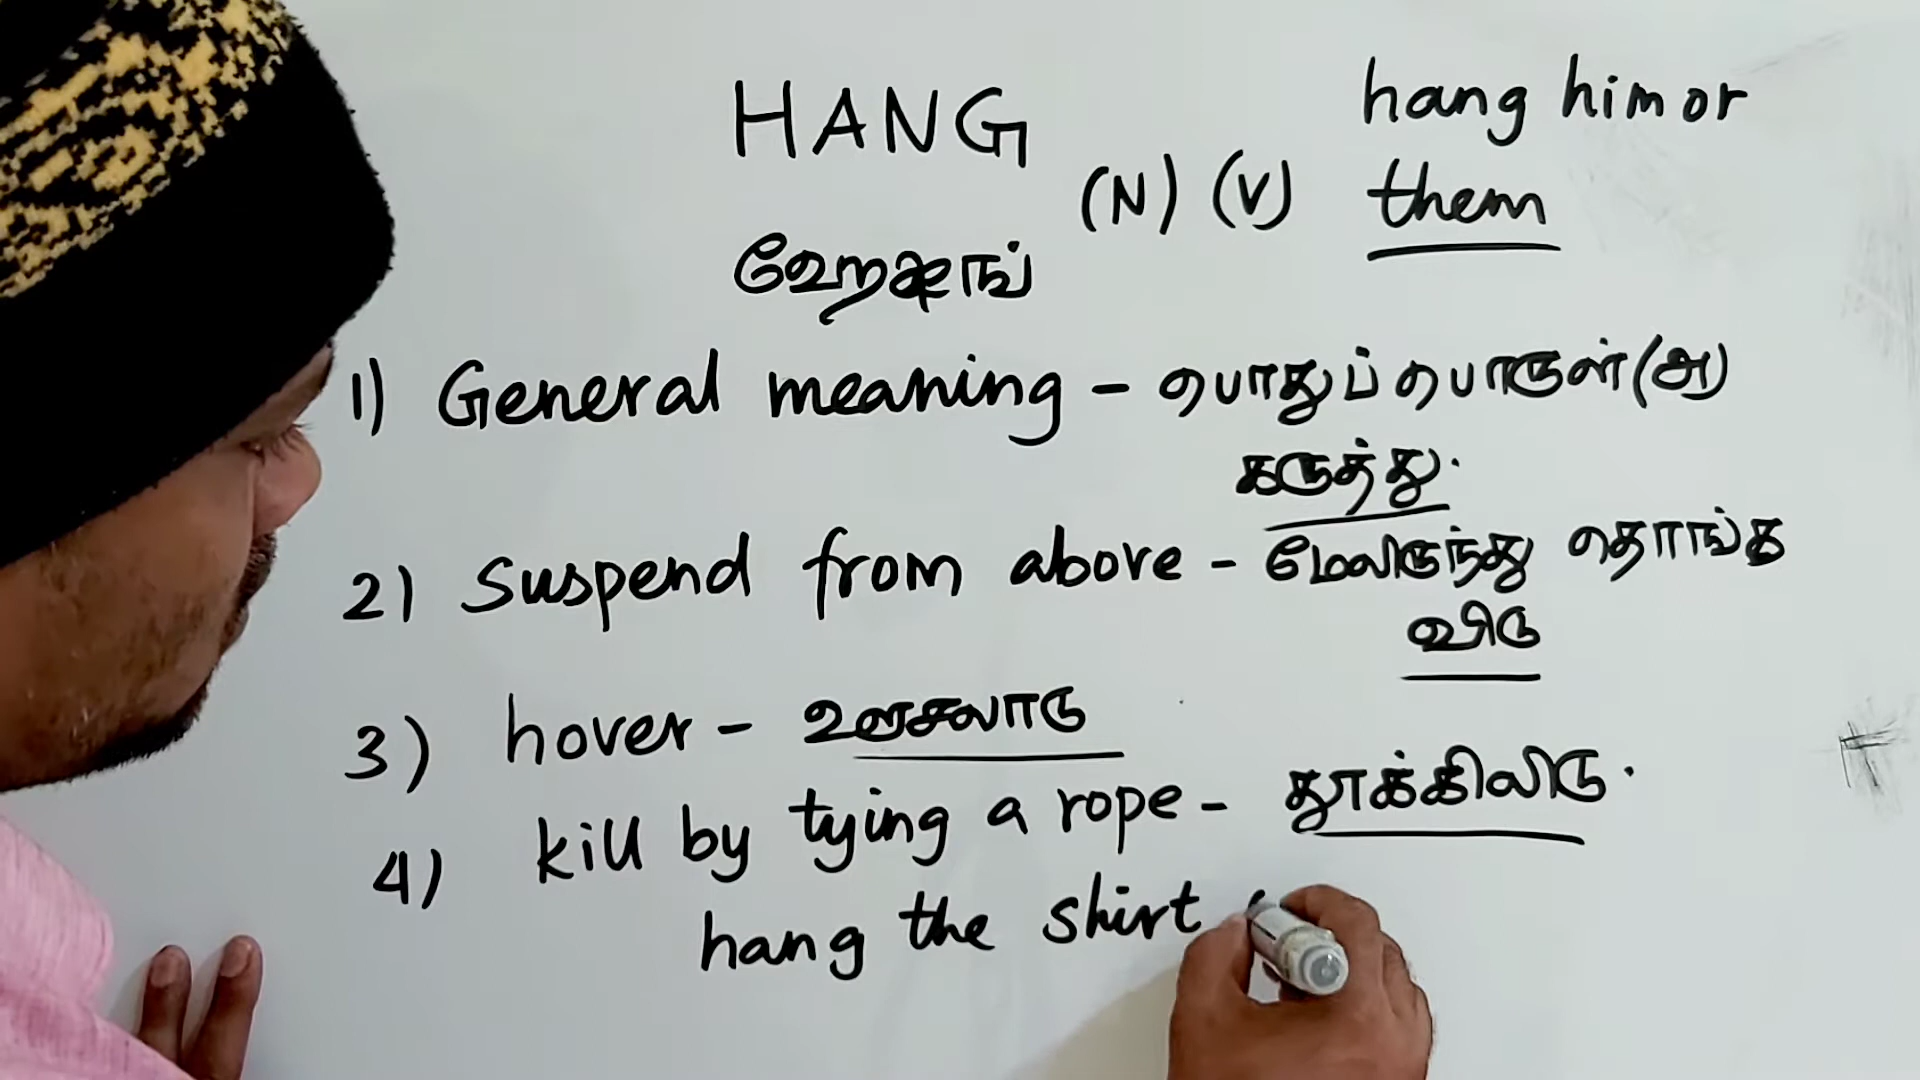 HANG
(N) (V)
hang him or
them
ஹேங்
1) General meaning - பொதுப் பொருள் (அ)
கருத்து.
2) Suspend from above - மேலிருந்து தொங்க
விடு
3) hover - ஊசலாடு
4) kill by tying a rope - தூக்கிலிடு.
hang the shirt